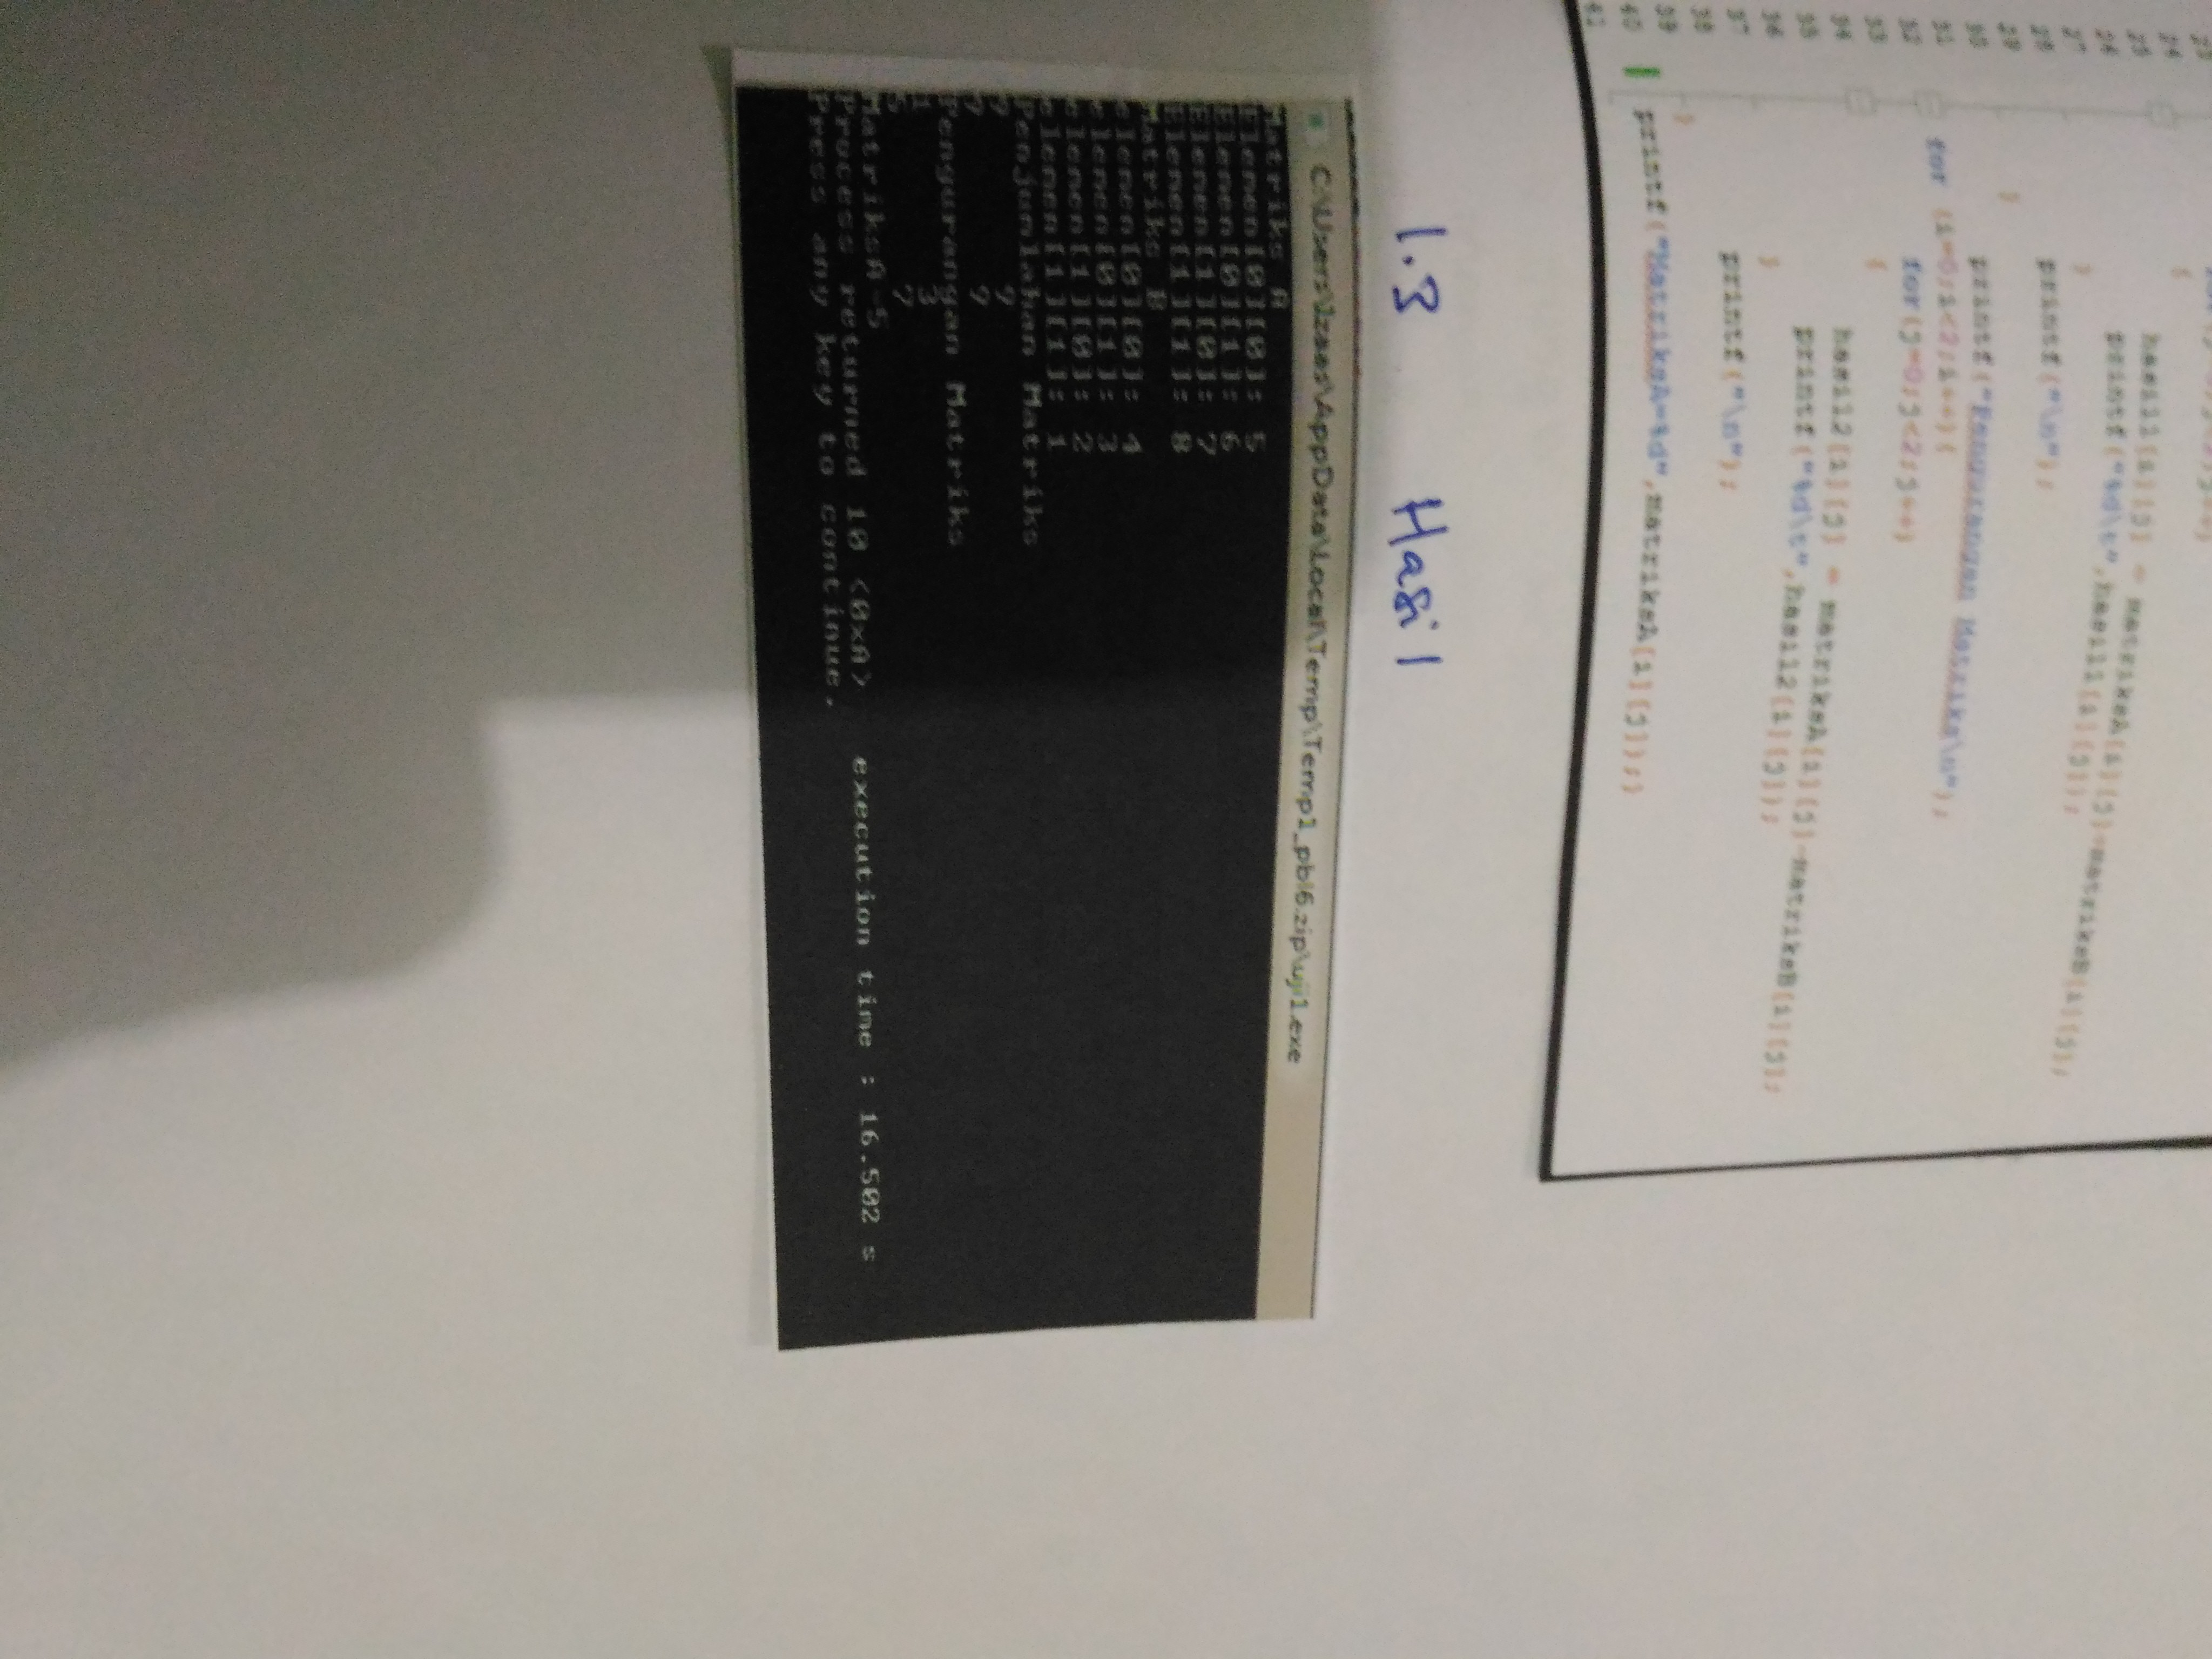 24
25
26
27
28
29
30
31
32
33
34
35
36
37
38
39
40
41
{
hasil1[i][j] = matriksA[i][j]+matriksB[i][j];
printf("%d\t",hasil1[i][j]);
}
printf("\n");
}
printf("Pengurangan Matriks\n");
for (i=0;i<2;i++){
for(j=0;j<2;j++)
{
hasil2[i][j] = matriksA[i][j]-matriksB[i][j];
printf("%d\t",hasil2[i][j]);
}
printf("\n");
}
printf("MatriksA=%d",matriksA[i][j]);}
1.3 Hasil
C:\Users\Izaas\AppData\Local\Temp\Temp1_pbl6.zip\uji1.exe
Matriks A
Elemen[0][0]: 5
Elemen[0][1]: 6
Elemen[1][0]: 7
Elemen[1][1]: 8
Matriks B
elemen[0][0]: 4
elemen[0][1]: 3
elemen[1][0]: 2
elemen[1][1]: 1
Penjumlahan Matriks
9 9
9 9
Pengurangan Matriks
1 3
5 7
MatriksA=5
Process returned 10 (0xA) execution time : 16.502 s
Press any key to continue.